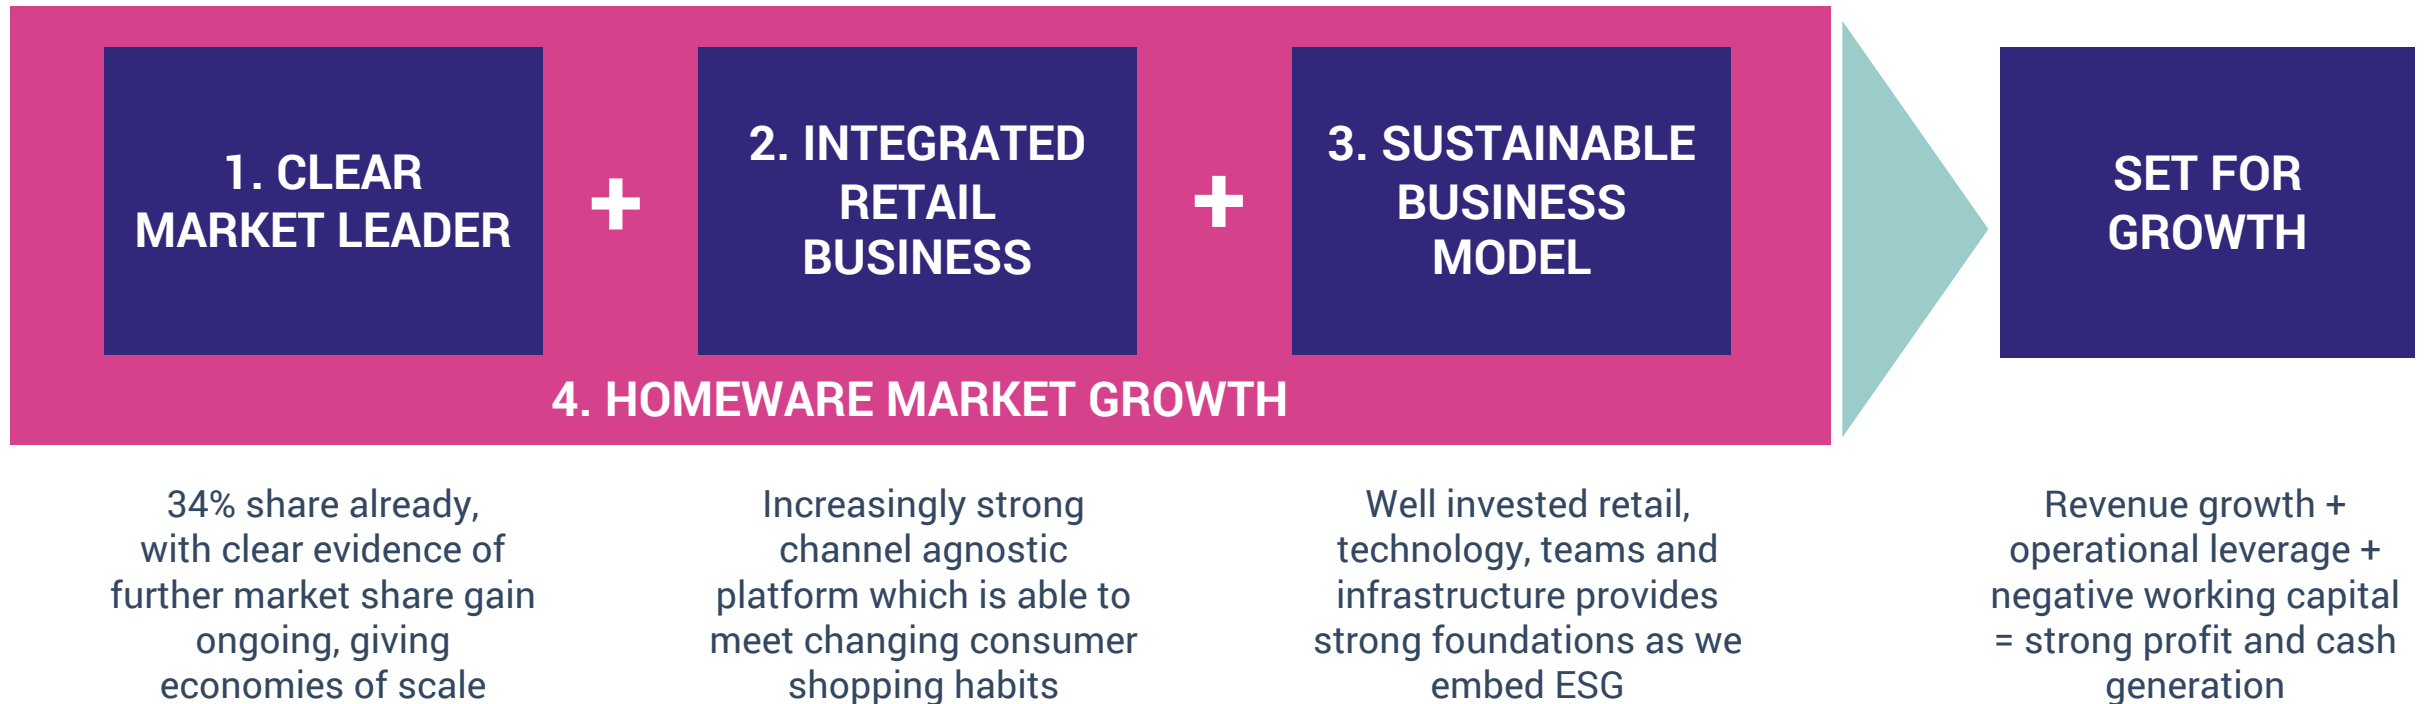 1. CLEAR
MARKET LEADER
+
2. INTEGRATED
RETAIL
BUSINESS
+
3. SUSTAINABLE
BUSINESS
MODEL
SET FOR
GROWTH
4. HOMEWARE MARKET GROWTH
34% share already,
with clear evidence of
further market share gain
ongoing, giving
economies of scale
Increasingly strong
channel agnostic
platform which is able to
meet changing consumer
shopping habits
Well invested retail,
technology, teams and
infrastructure provides
strong foundations as we
embed ESG
Revenue growth +
operational leverage +
negative working capital
= strong profit and cash
generation